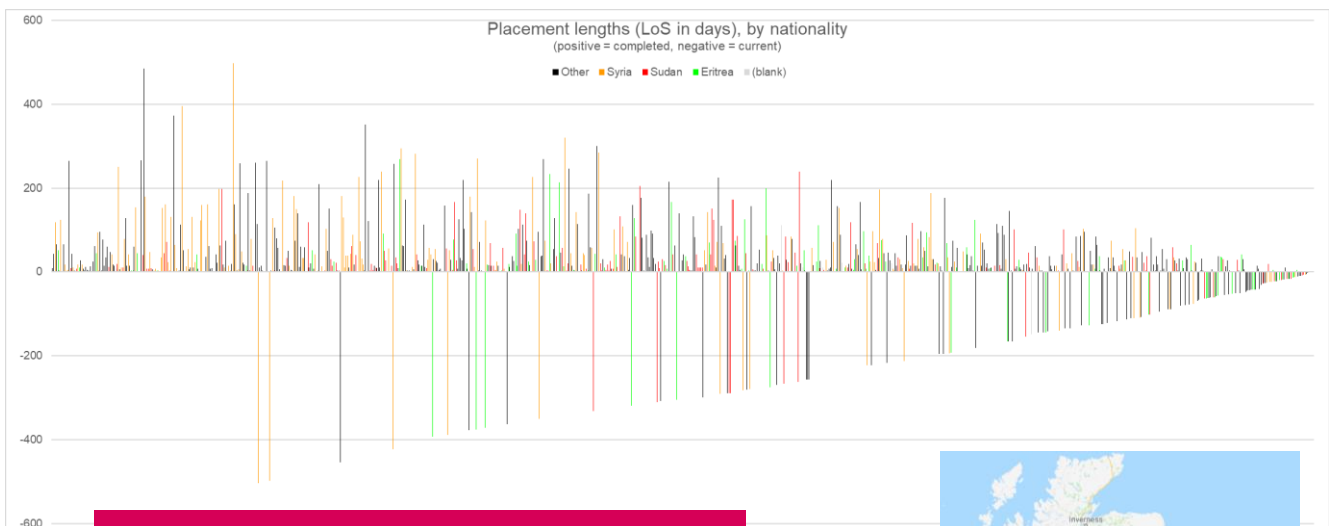 Placement lengths (LoS in days), by nationality
(positive = completed, negative = current)
Other Syria Sudan Eritrea (blank)
600
400
200
0
-200
-400
-600
Inverness